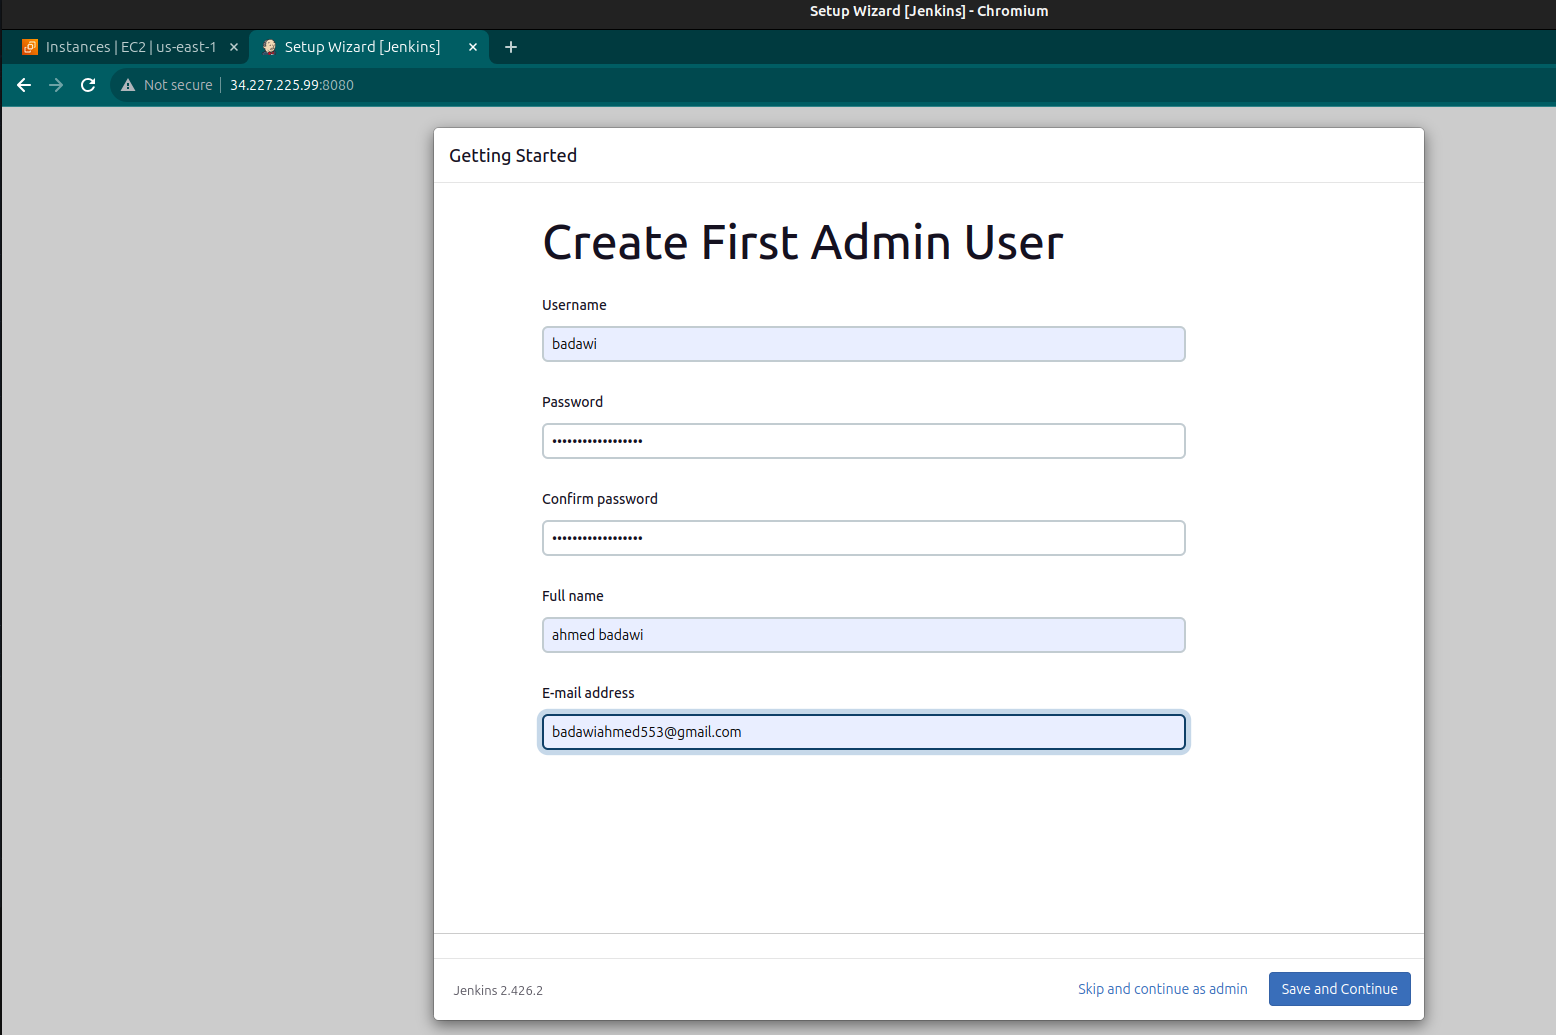 Setup Wizard [Jenkins] - Chromium
Instances | EC2 | us-east-1
Setup Wizard [Jenkins]
Not secure
34.227.225.99:8080
Getting Started
Create First Admin User
Username
badawi
Password
••••••••••••••••••
Confirm password
••••••••••••••••••
Full name
ahmed badawi
E-mail address
badawiahmed553@gmail.com
Jenkins 2.426.2
Skip and continue as admin
Save and Continue